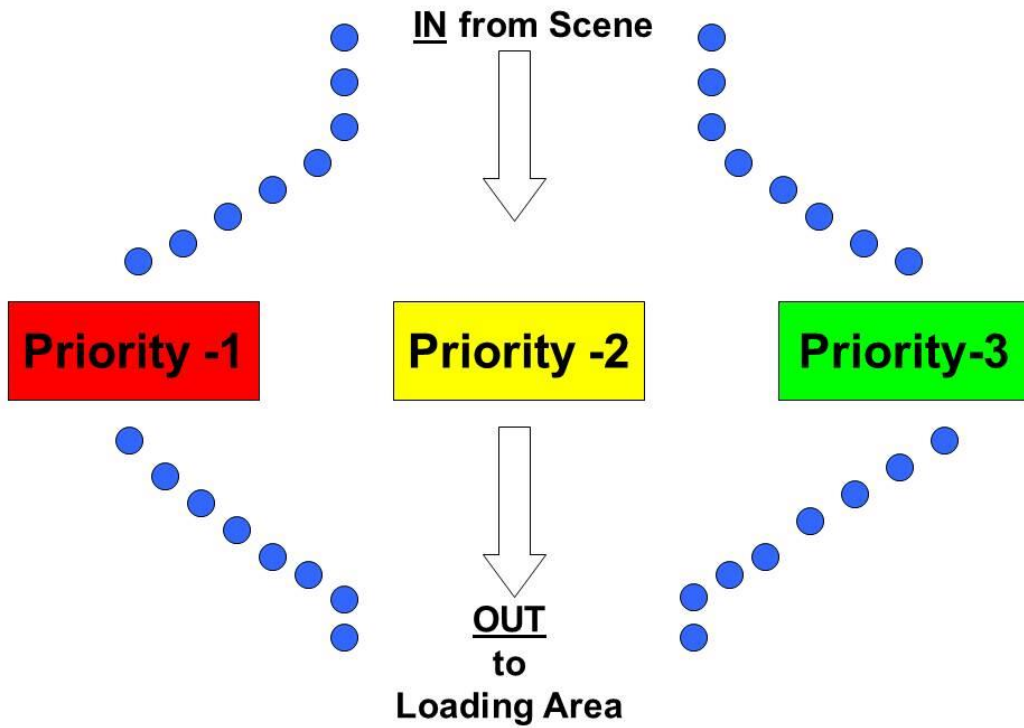 IN from Scene
Priority -1
Priority -2
Priority-3
OUT
to
Loading Area